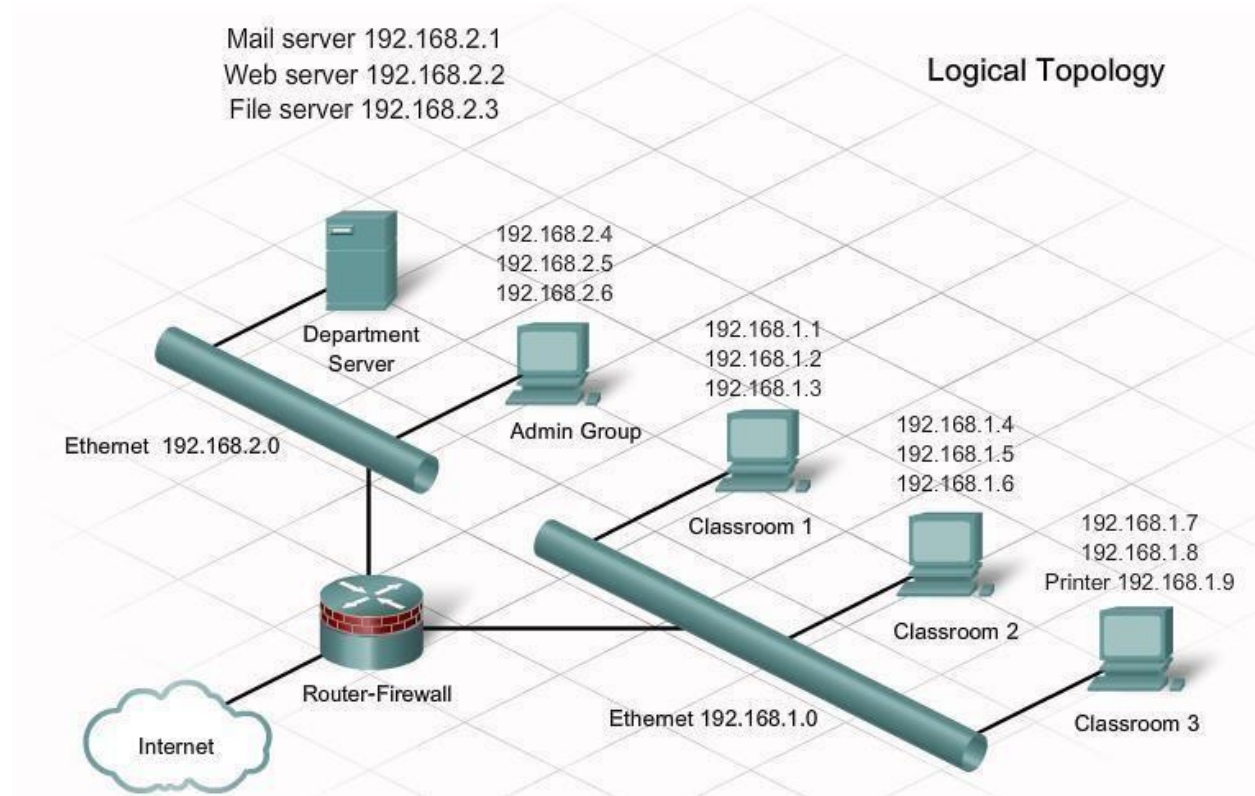 Mail server 192.168.2.1
Web server 192.168.2.2
File server 192.168.2.3
Logical Topology
192.168.2.4
192.168.2.5
192.168.2.6
Department
Server
192.168.1.1
192.168.1.2
192.168.1.3
Admin Group
Ethernet 192.168.2.0
192.168.1.4
192.168.1.5
192.168.1.6
Classroom 1
192.168.1.7
192.168.1.8
Printer 192.168.1.9
Classroom 2
Router-Firewall
Ethernet 192.168.1.0
Classroom 3
Internet